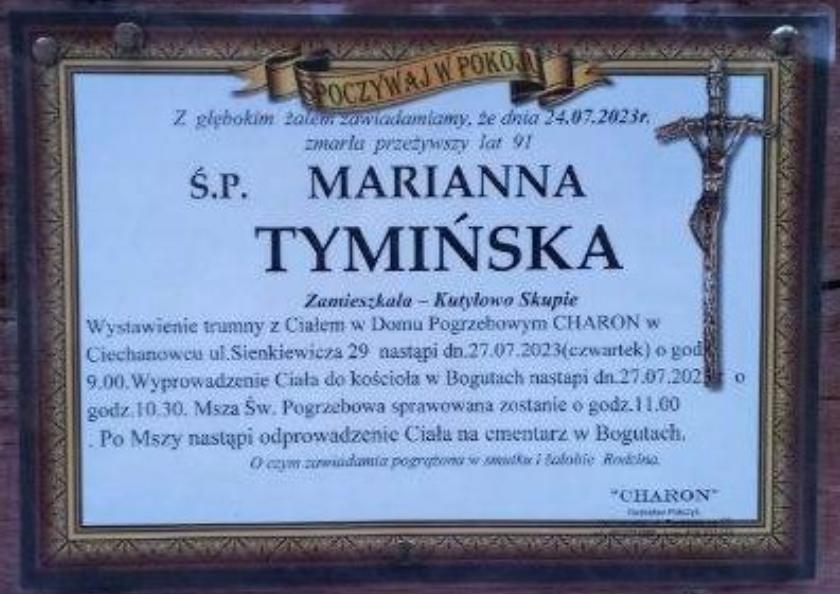 SPOCZYWAJ W POKOJU
Z głębokim żalem zawiadamiamy, że dnia 24.07.2023r.
zmarła przeżywszy lat 91
Ś.P. MARIANNA
TYMIŃSKA
Zamieszkała – Kutyłowo Skupie
Wystawienie trumny z Ciałem w Domu Pogrzebowym CHARON w
Ciechanowcu ul.Sienkiewicza 29 nastąpi dn.27.07.2023(czwartek) o god
9.00.Wyprowadzenie Ciała do kościoła w Bogutach nastąpi dn.27.07.2023r o
godz.10.30. Msza Św. Pogrzebowa sprawowana zostanie o godz.11.00
. Po Mszy nastąpi odprowadzenie Ciała na cmentarz w Bogutach.
O czym zawiadamia pogrążona w smutku i żałobie Rodzina.
"CHARON"